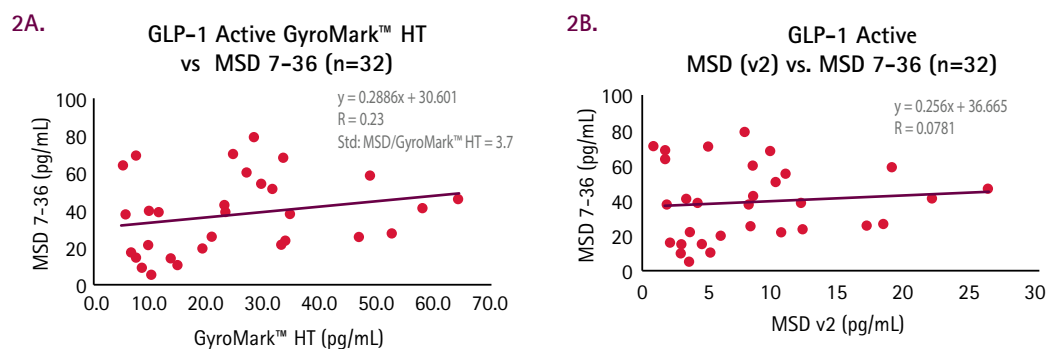 2A.
GLP-1 Active GyroMark™ HT
vs MSD 7-36 (n=32)
y = 0.2886x + 30.601
R = 0.23
Std: MSD/GyroMark™ HT = 3.7
MSD 7-36 (pg/mL)
100
80
60
40
20
0
0.0 10.0 20.0 30.0 40.0 50.0 60.0 70.0
GyroMark™ HT (pg/mL)
2B.
GLP-1 Active
MSD (v2) vs. MSD 7-36 (n=32)
y = 0.256x + 36.665
R = 0.0781
MSD 7-36 (pg/mL)
100
80
60
40
20
0
0 5 10 15 20 25 30
MSD v2 (pg/mL)